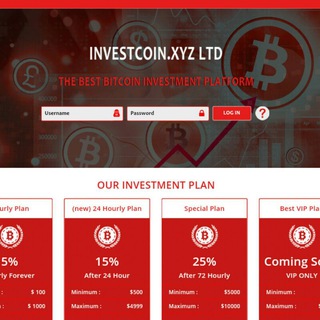 INVESTCOIN.XYZ LTD
THE BEST BITCOIN INVESTMENT PLATFORM
Username
Password
LOG IN
?
OUR INVESTMENT PLAN
urly Plan
5%
ly Forever
: $ 100
: $ 1000
(new) 24 Hourly Plan
15%
After 24 Hour
Minimum : $500
Maximum : $4999
Special Plan
25%
After 72 Hourly
Minimum : $5000
Maximum : $10000
Best VIP Pla
Coming So
VIP ONLY
Minimum : $
Maximum : $